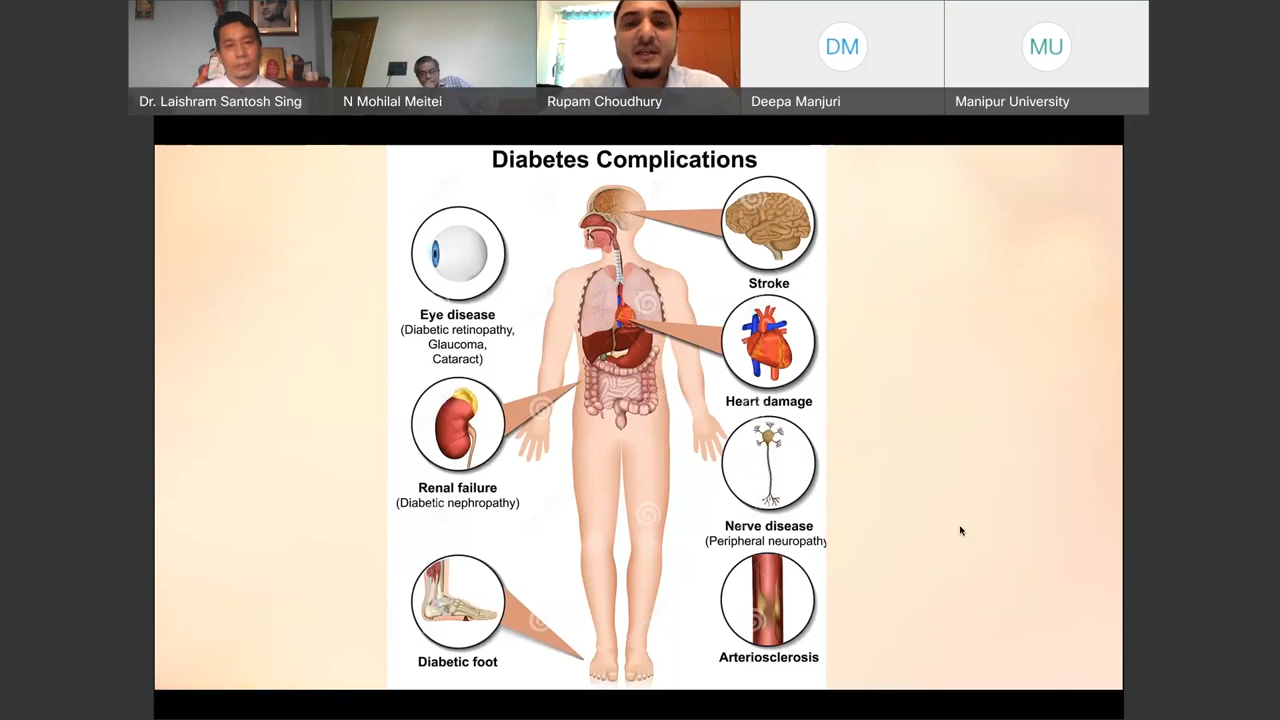 DM
MU
Dr. Laishram Santosh Sing
N Mohilal Meitei
Rupam Choudhury
Deepa Manjuri
Manipur University
Diabetes Complications
Eye disease
(Diabetic retinopathy,
Glaucoma,
Cataract)
Renal failure
(Diabetic nephropathy)
Diabetic foot
Stroke
Heart damage
Nerve disease
(Peripheral neuropathy
Arteriosclerosis